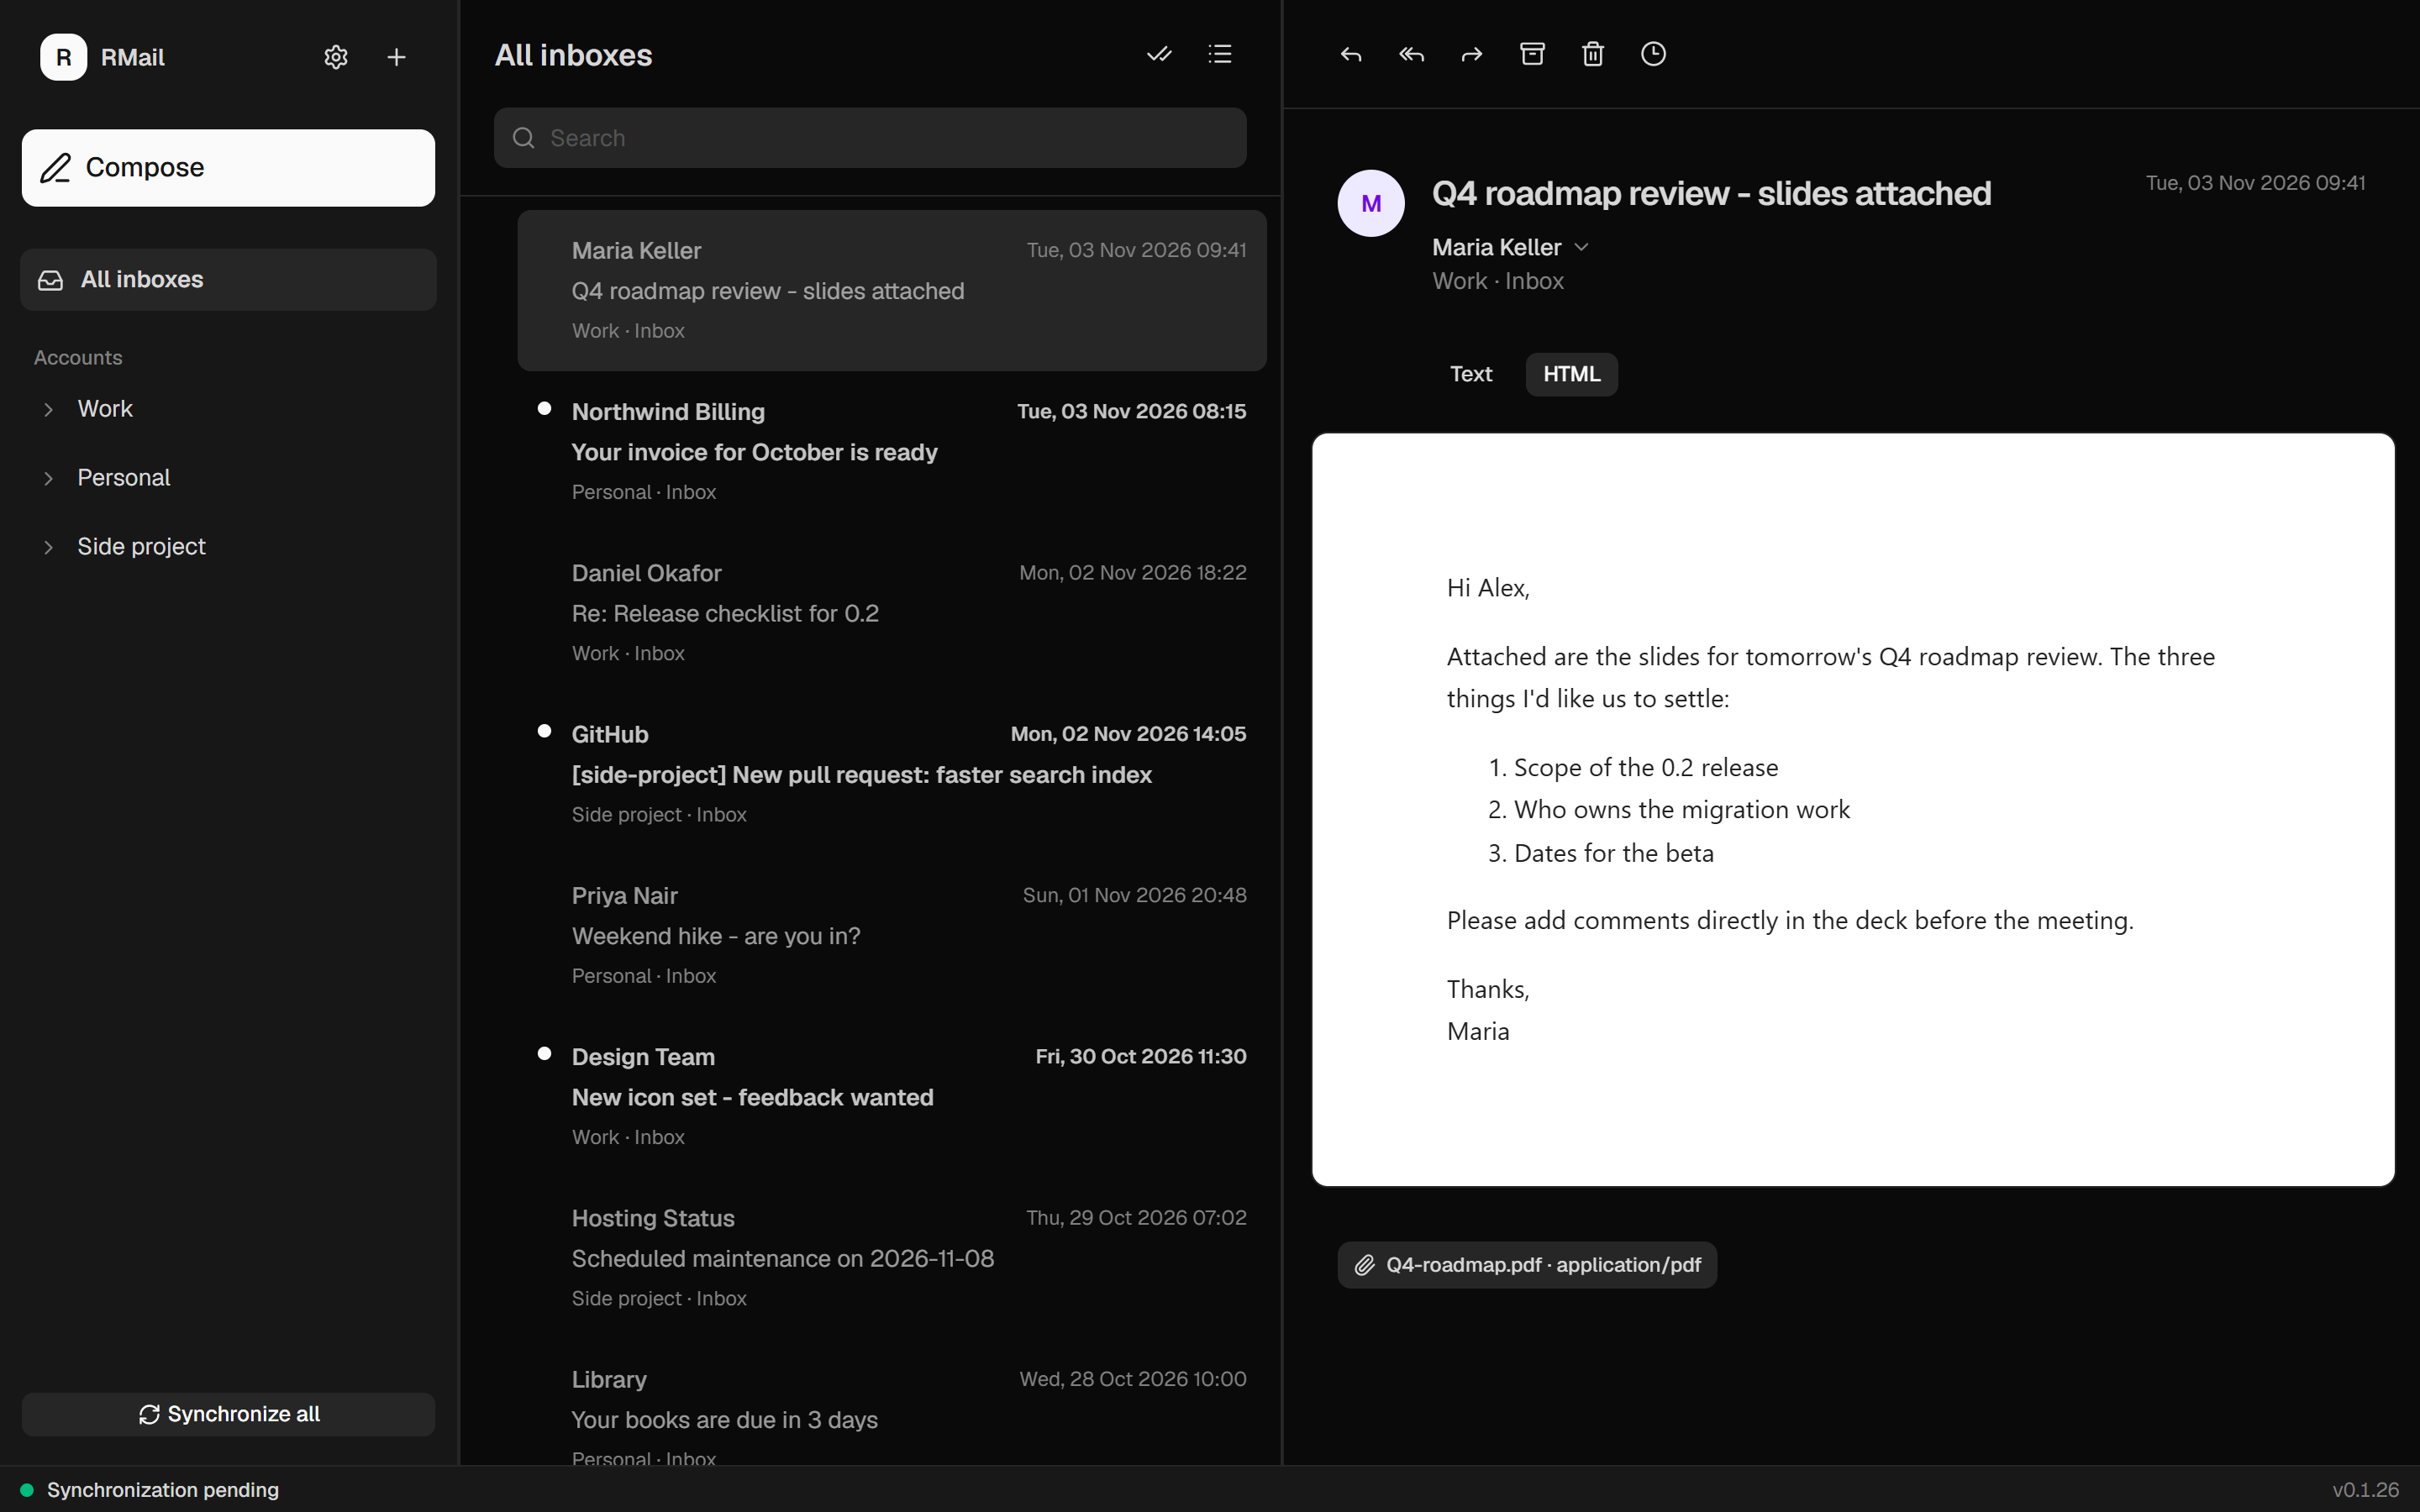 R RMail
Compose
All inboxes
Accounts
Work
Personal
Side project
Synchronize all
All inboxes
Search
Maria Keller Tue, 03 Nov 2026 09:41
Q4 roadmap review - slides attached
Work · Inbox
Northwind Billing Tue, 03 Nov 2026 08:15
Your invoice for October is ready
Personal · Inbox
Daniel Okafor Mon, 02 Nov 2026 18:22
Re: Release checklist for 0.2
Work · Inbox
GitHub Mon, 02 Nov 2026 14:05
[side-project] New pull request: faster search index
Side project · Inbox
Priya Nair Sun, 01 Nov 2026 20:48
Weekend hike - are you in?
Personal · Inbox
Design Team Fri, 30 Oct 2026 11:30
New icon set - feedback wanted
Work · Inbox
Hosting Status Thu, 29 Oct 2026 07:02
Scheduled maintenance on 2026-11-08
Side project · Inbox
Library Wed, 28 Oct 2026 10:00
Your books are due in 3 days
Personal · Inbox
M Q4 roadmap review - slides attached Tue, 03 Nov 2026 09:41
Maria Keller
Work · Inbox
Text HTML
Hi Alex,
Attached are the slides for tomorrow's Q4 roadmap review. The three
things I'd like us to settle:
1. Scope of the 0.2 release
2. Who owns the migration work
3. Dates for the beta
Please add comments directly in the deck before the meeting.
Thanks,
Maria
Q4-roadmap.pdf · application/pdf
Synchronization pending v0.1.26